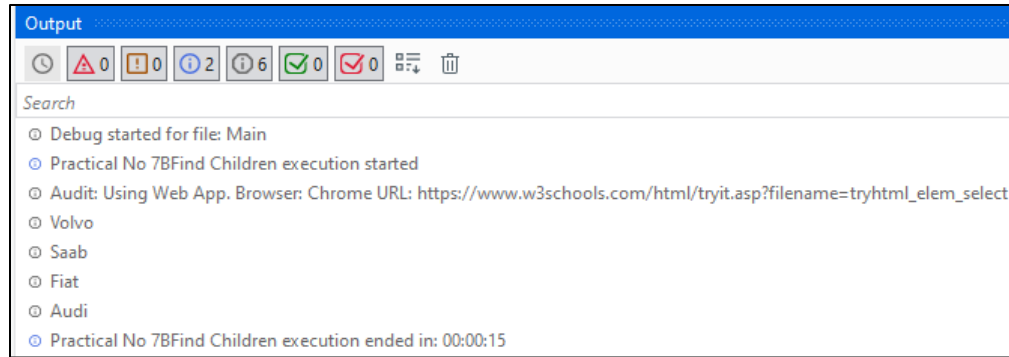 Output
0 0 2 6 0 0
Search
Debug started for file: Main
Practical No 7BFind Children execution started
Audit: Using Web App. Browser: Chrome URL: https://www.w3schools.com/html/tryit.asp?filename=tryhtml_elem_select
Volvo
Saab
Fiat
Audi
Practical No 7BFind Children execution ended in: 00:00:15